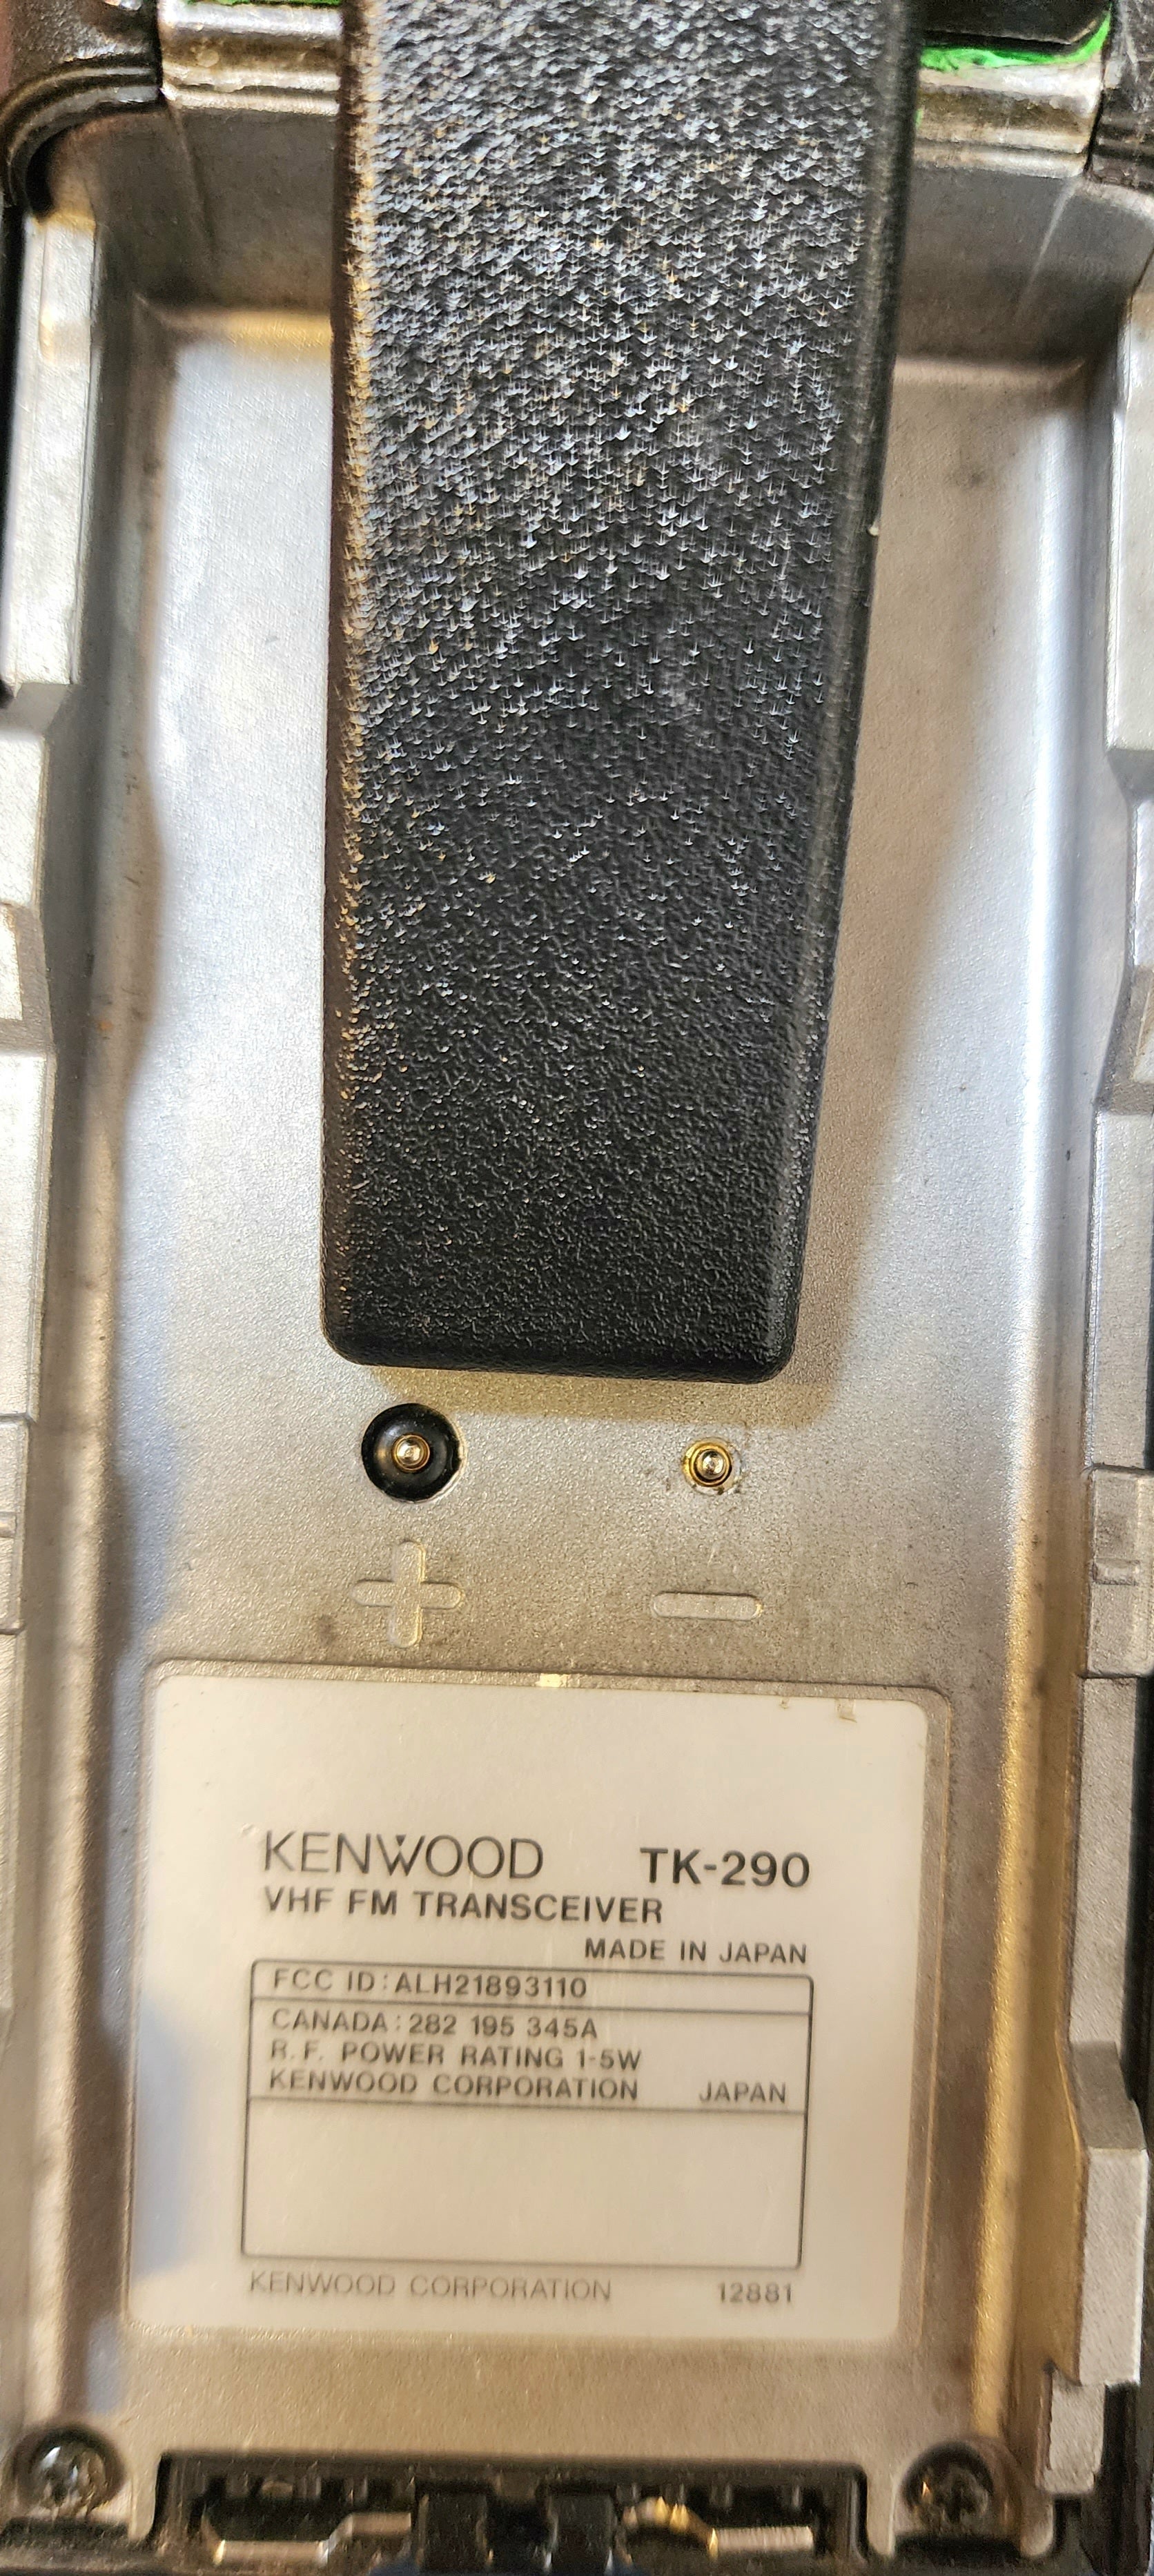 + −
KENWOOD TK-290
VHF FM TRANSCEIVER
MADE IN JAPAN
FCC ID:ALH21893110
CANADA:282 195 345A
R.F. POWER RATING 1-5W
KENWOOD CORPORATION JAPAN
KENWOOD CORPORATION 12881